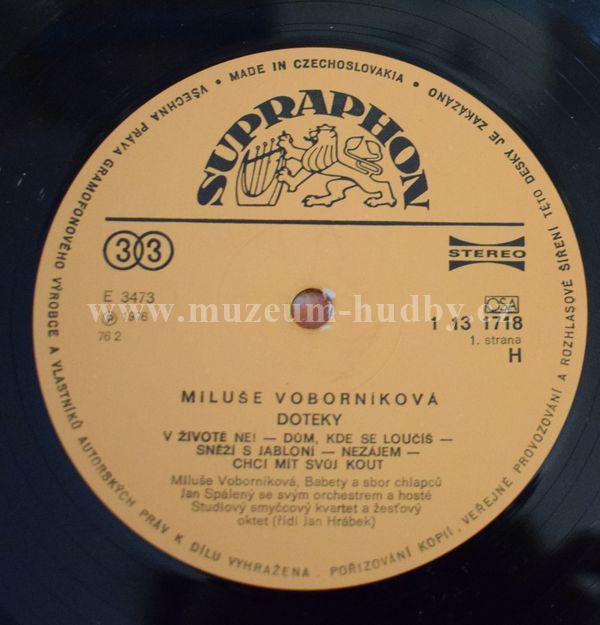 • MADE IN CZECHOSLOVAKIA •
VŠECHNA PRÁVA GRAMOFONOVÉHO VÝROBCE A VLASTNÍKŮ AUTORSKÝCH PRÁV K DÍLU VYHRAŽENA. POŘIZOVÁNÍ KOPIÍ, VEŘEJNÉ PROVOZOVÁNÍ A ROZHLASOVÉ ŠÍŘENÍ TÉTO DESKY JE ZAKÁZÁNO
SUPRAPHON
33
STEREO
E 3473
℗ 1976
76 2
OSA
1 13 1718
1. strana
H
www.muzeum-hudby.cz
MILUŠE VOBORNÍKOVÁ
DOTEKY
V ŽIVOTĚ NE! — DŮM, KDE SE LOUČÍŠ —
SNĚŽÍ S JABLONÍ — NEZÁJEM —
CHCI MÍT SVŮJ KOUT
Miluše Voborníková, Babety a sbor chlapců
Jan Spálený se svým orchestrem a hosté
Studiový smyčcový kvartet a žesťový
oktet (řídí Jan Hrábek)